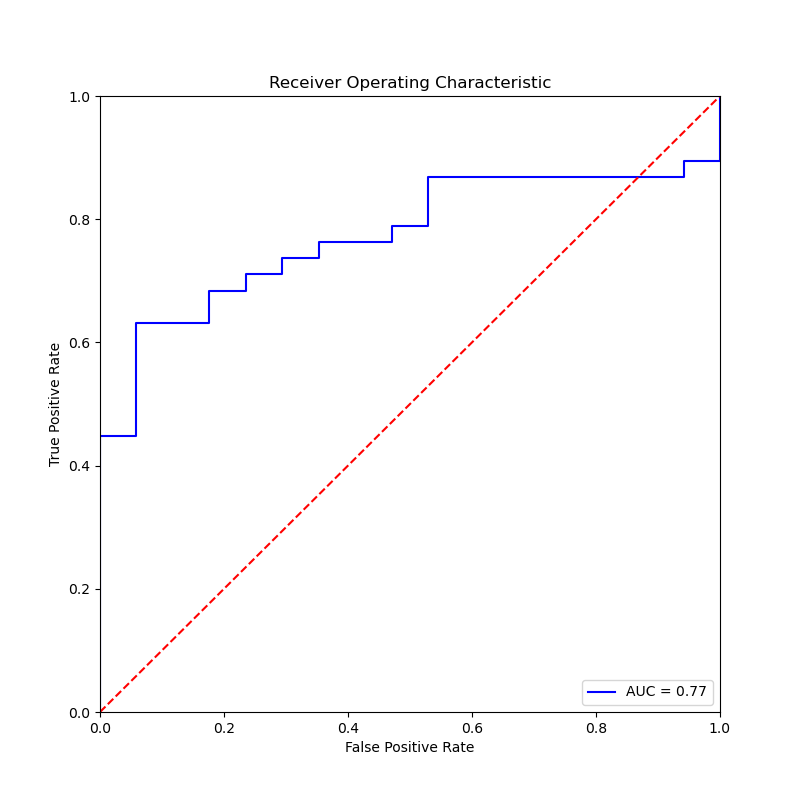 Receiver Operating Characteristic
1.0
0.8
0.6
0.4
0.2
0.0
True Positive Rate
AUC = 0.77
0.0 0.2 0.4 0.6 0.8 1.0
False Positive Rate